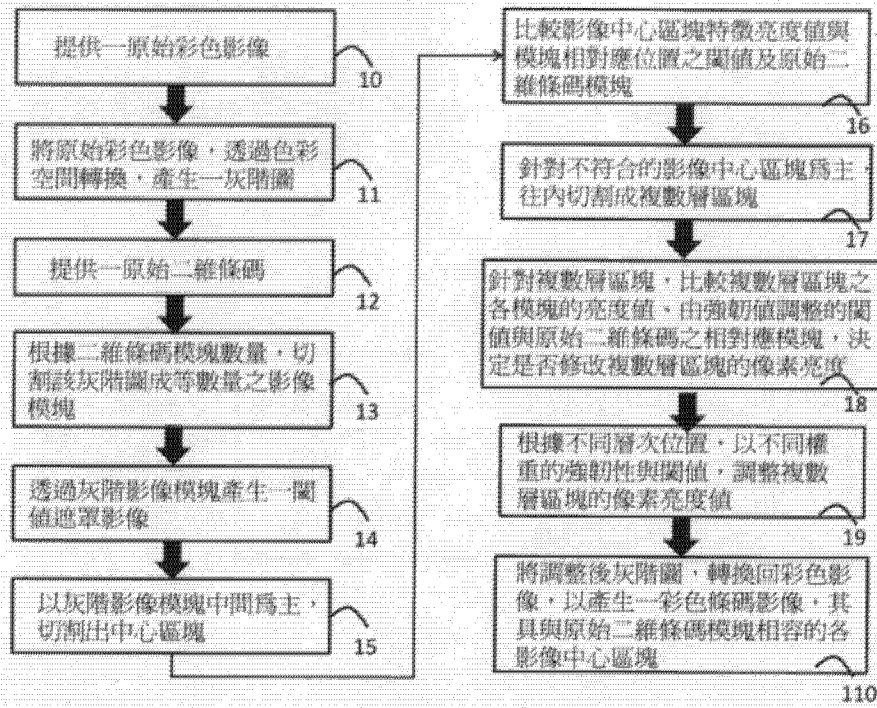 提供一原始彩色影像
10
將原始彩色影像，透過色彩
空間轉換，產生一灰階圖
11
提供一原始二維條碼
12
根據二維條碼模塊數量，切
割該灰階圖成等數量之影像
模塊
13
透過灰階影像模塊產生一閾
值遮罩影像
14
以灰階影像模塊中間為主，
切割出中心區塊
15
比較影像中心區塊特徵亮度值與
模塊相對應位置之閾值及原始二
維條碼模塊
16
針對不符合的影像中心區塊為主，
往內切割成複數層區塊
17
針對複數層區塊，比較複數層區塊之
各模塊的亮度值、由強韌值調整的閾
值與原始二維條碼之相對應模塊，決
定是否修改複數層區塊的像素亮度
18
根據不同層次位置，以不同權
重的強韌性與閾值，調整複數
層區塊的像素亮度值
19
將調整後灰階圖，轉換回彩色影
像，以產生一彩色條碼影像，其
具與原始二維條碼模塊相容的各
影像中心區塊
110